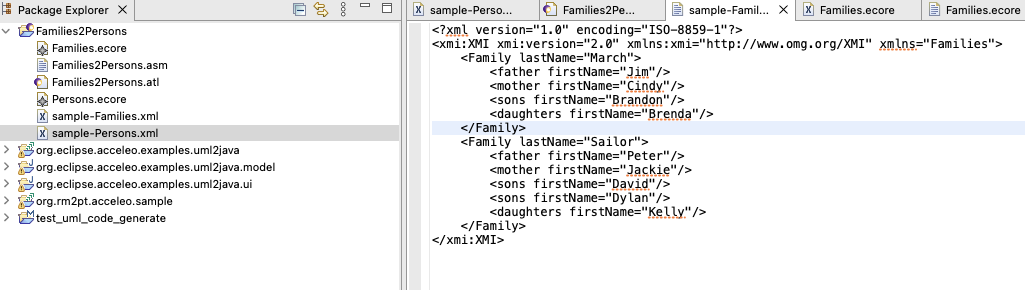 Package Explorer
Families2Persons
Families.ecore
Families2Persons.asm
Families2Persons.atl
Persons.ecore
sample-Families.xml
sample-Persons.xml
org.eclipse.acceleo.examples.uml2java
org.eclipse.acceleo.examples.uml2java.model
org.eclipse.acceleo.examples.uml2java.ui
org.rm2pt.acceleo.sample
test_uml_code_generate
sample-Perso... Families2Pe... sample-Famil... Families.ecore Families.ecore
<?xml version="1.0" encoding="ISO-8859-1"?>
<xmi:XMI xmi:version="2.0" xmlns:xmi="http://www.omg.org/XMI" xmlns="Families">
<Family lastName="March">
<father firstName="Jim"/>
<mother firstName="Cindy"/>
<sons firstName="Brandon"/>
<daughters firstName="Brenda"/>
</Family>
<Family lastName="Sailor">
<father firstName="Peter"/>
<mother firstName="Jackie"/>
<sons firstName="David"/>
<sons firstName="Dylan"/>
<daughters firstName="Kelly"/>
</Family>
</xmi:XMI>